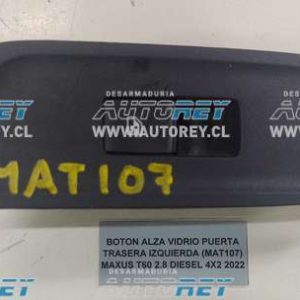 DESARMADURIA
AUTOREY
AUTOREY.CL
MAT107
BOTON ALZA VIDRIO PUERTA
TRASERA IZQUIERDA (MAT107)
MAXUS T60 2.8 DIESEL 4X2 2022
DESARMADURIA